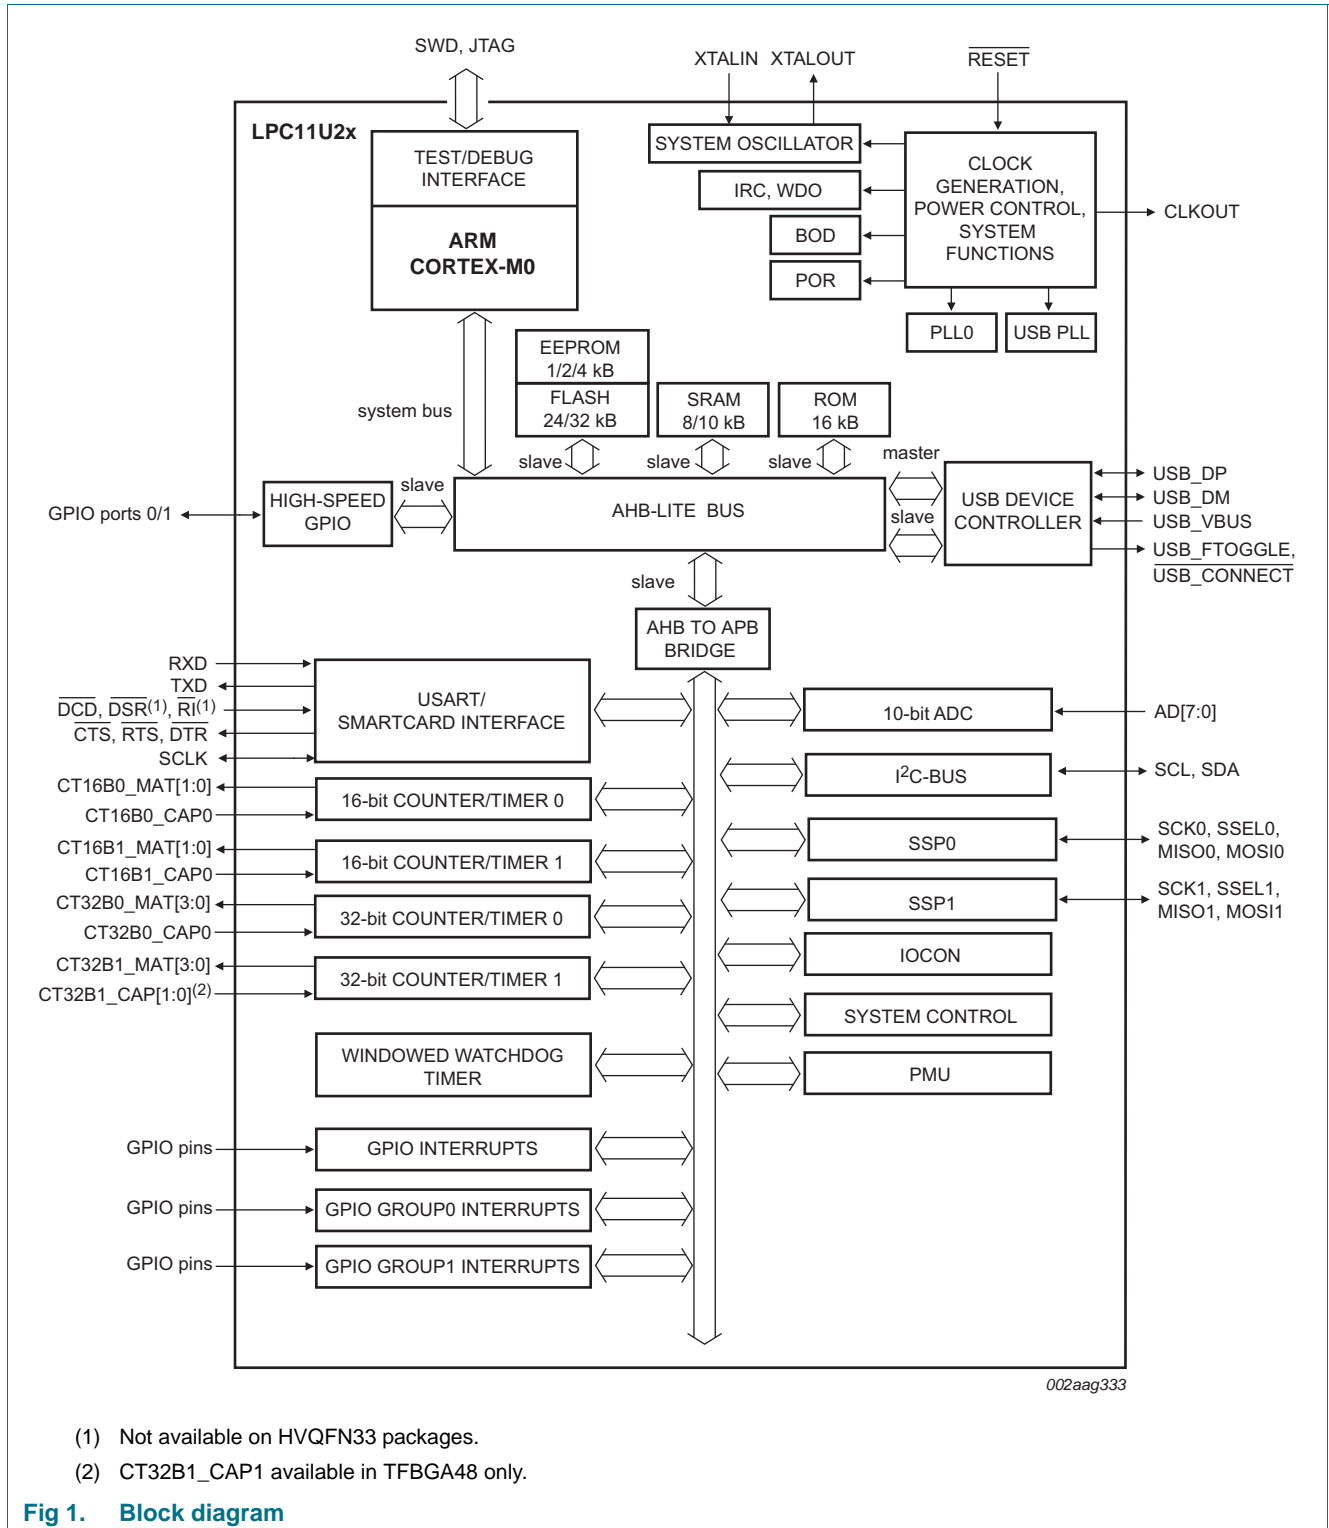 SWD, JTAG
XTALIN XTALOUT
RESET
LPC11U2x
TEST/DEBUG
INTERFACE
ARM
CORTEX-M0
SYSTEM OSCILLATOR
IRC, WDO
BOD
POR
CLOCK
GENERATION,
POWER CONTROL,
SYSTEM
FUNCTIONS
CLKOUT
PLL0
USB PLL
EEPROM
1/2/4 kB
FLASH
24/32 kB
SRAM
8/10 kB
ROM
16 kB
system bus
slave
slave
slave
master
slave
slave
GPIO ports 0/1
HIGH-SPEED
GPIO
AHB-LITE BUS
USB DEVICE
CONTROLLER
USB_DP
USB_DM
USB_VBUS
USB_FTOGGLE,
USB_CONNECT
slave
AHB TO APB
BRIDGE
RXD
TXD
DCD, DSR(1), RI(1)
CTS, RTS, DTR
SCLK
USART/
SMARTCARD INTERFACE
CT16B0_MAT[1:0]
CT16B0_CAP0
16-bit COUNTER/TIMER 0
CT16B1_MAT[1:0]
CT16B1_CAP0
16-bit COUNTER/TIMER 1
CT32B0_MAT[3:0]
CT32B0_CAP0
32-bit COUNTER/TIMER 0
CT32B1_MAT[3:0]
CT32B1_CAP[1:0](2)
32-bit COUNTER/TIMER 1
WINDOWED WATCHDOG
TIMER
GPIO pins
GPIO INTERRUPTS
GPIO pins
GPIO GROUP0 INTERRUPTS
GPIO pins
GPIO GROUP1 INTERRUPTS
10-bit ADC
AD[7:0]
I2C-BUS
SCL, SDA
SSP0
SCK0, SSEL0,
MISO0, MOSI0
SSP1
SCK1, SSEL1,
MISO1, MOSI1
IOCON
SYSTEM CONTROL
PMU
002aag333
(1) Not available on HVQFN33 packages.
(2) CT32B1_CAP1 available in TFBGA48 only.
Fig 1. Block diagram